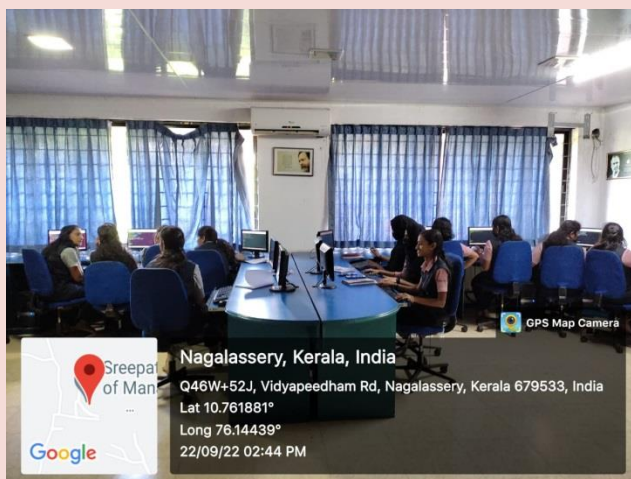 GPS Map Camera
Sreepat
of Man
...
Google
Nagalassery, Kerala, India
Q46W+52J, Vidyapeedham Rd, Nagalassery, Kerala 679533, India
Lat 10.761881°
Long 76.14439°
22/09/22 02:44 PM